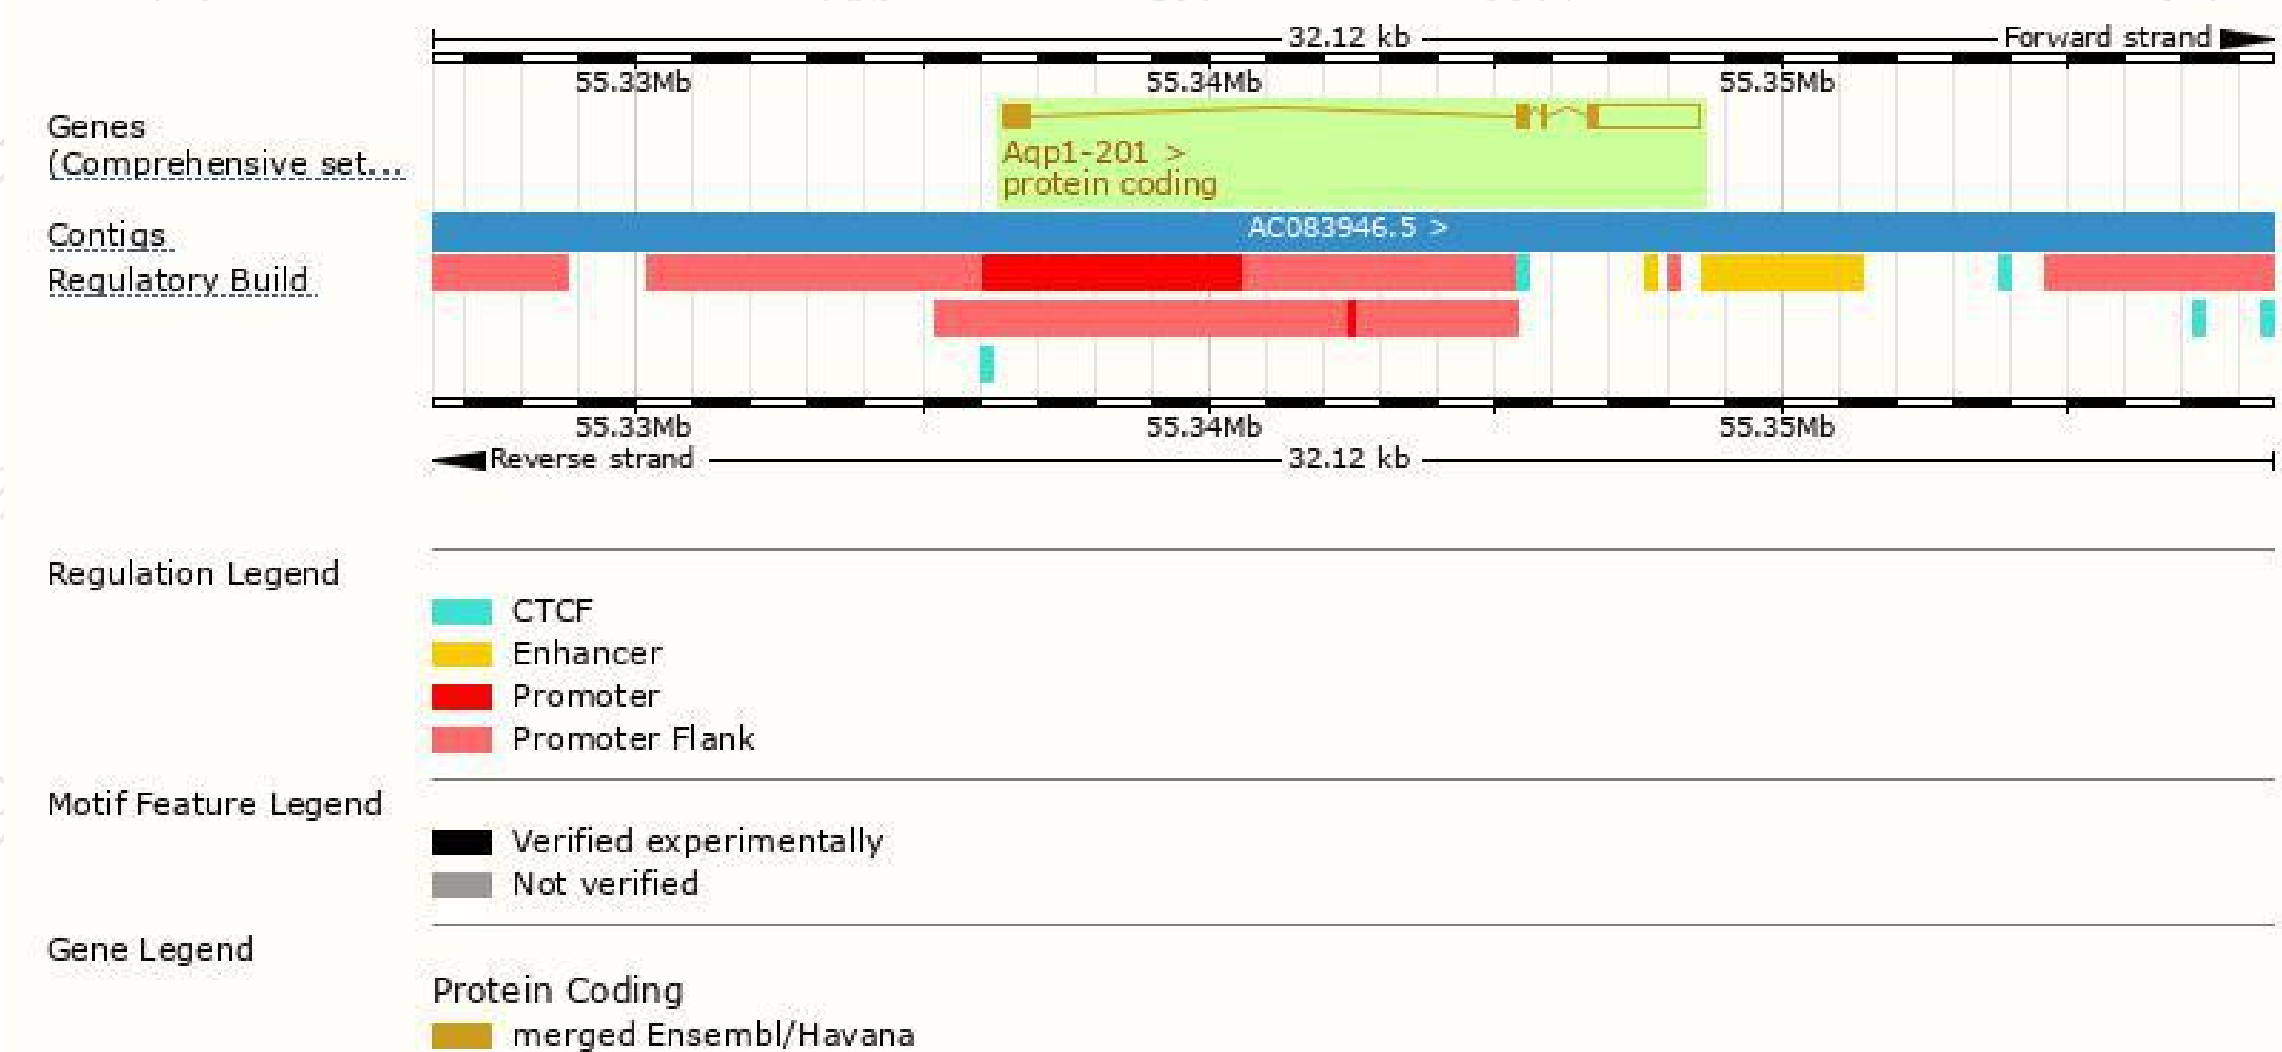 32.12 kb Forward strand
55.33Mb 55.34Mb 55.35Mb
Genes
(Comprehensive set...
Aqp1-201 >
protein coding
Contigs
AC083946.5 >
Regulatory Build
55.33Mb 55.34Mb 55.35Mb
Reverse strand 32.12 kb
Regulation Legend
CTCF
Enhancer
Promoter
Promoter Flank
Motif Feature Legend
Verified experimentally
Not verified
Gene Legend
Protein Coding
merged Ensembl/Havana